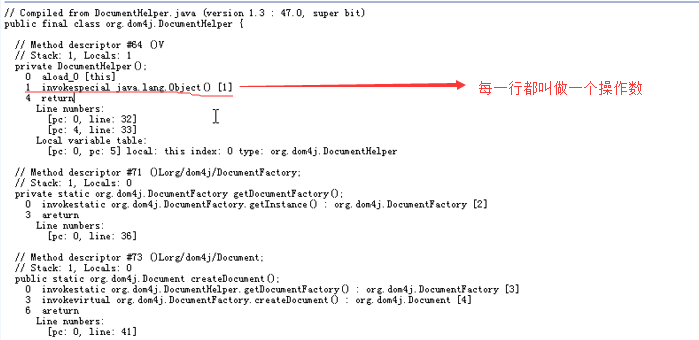 // Compiled from DocumentHelper.java (version 1.3 : 47.0, super bit)
public final class org.dom4j.DocumentHelper {
// Method descriptor #64 ()V
// Stack: 1, Locals: 1
private DocumentHelper();
0 aload_0 [this]
1 invokespecial java.lang.Object() [1]
每一行都叫做一个操作数
4 return
Line numbers:
[pc: 0, line: 32]
[pc: 4, line: 33]
Local variable table:
[pc: 0, pc: 5] local: this index: 0 type: org.dom4j.DocumentHelper
// Method descriptor #71 ()Lorg/dom4j/DocumentFactory;
// Stack: 1, Locals: 0
private static org.dom4j.DocumentFactory getDocumentFactory();
0 invokestatic org.dom4j.DocumentFactory.getInstance() : org.dom4j.DocumentFactory [2]
3 areturn
Line numbers:
[pc: 0, line: 36]
// Method descriptor #73 ()Lorg/dom4j/Document;
// Stack: 1, Locals: 0
public static org.dom4j.Document createDocument();
0 invokestatic org.dom4j.DocumentHelper.getDocumentFactory() : org.dom4j.DocumentFactory [3]
3 invokevirtual org.dom4j.DocumentFactory.createDocument() : org.dom4j.Document [4]
6 areturn
Line numbers:
[pc: 0, line: 41]